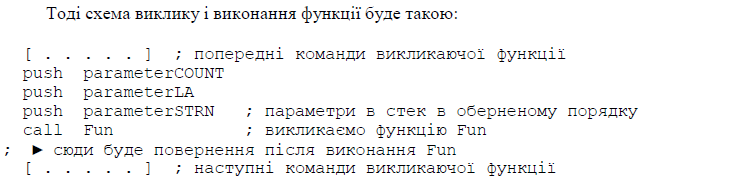 Тоді схема виклику і виконання функції буде такою:
[ . . . . . ] ; попередні команди викликаючої функції
push parameterCOUNT
push parameterLA
push parameterSTRN ; параметри в стек в оберненому порядку
call Fun ; викликаємо функцію Fun
; ► сюди буде повернення після виконання Fun
[ . . . . . ] ; наступні команди викликаючої функції